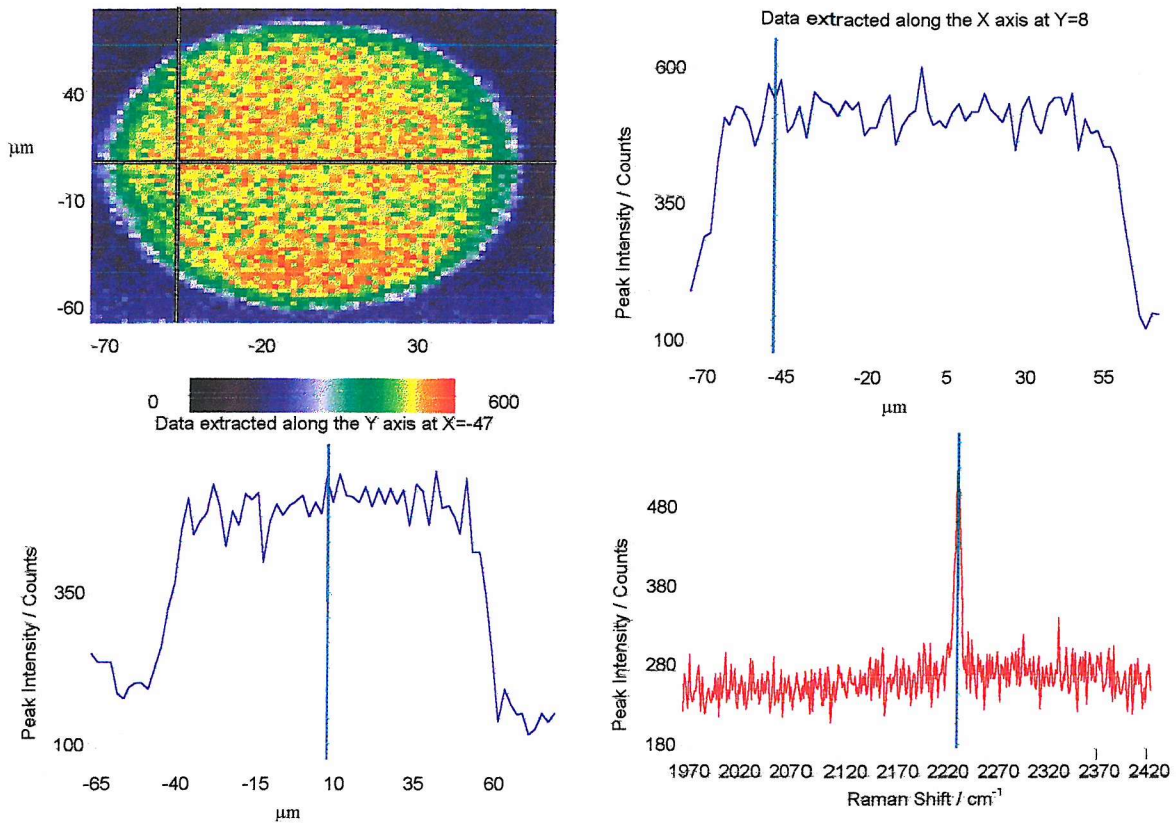 40
μm
-10
-60
-70 -20 30
0 600
Data extracted along the X axis at Y=8
600
350
100
Peak Intensity / Counts
-70 -45 -20 5 30 55
μm
Data extracted along the Y axis at X=-47
Peak Intensity / Counts
350
100
-65 -40 -15 10 35 60
μm
Peak Intensity / Counts
480
380
280
180
1970 2020 2070 2120 2170 2220 2270 2320 2370 2420
Raman Shift / cm⁻¹